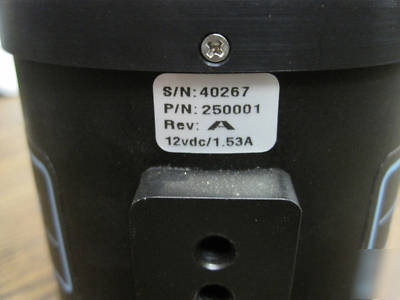 S/N: 40267
P/N: 250001
Rev: A
12vdc/1.53A